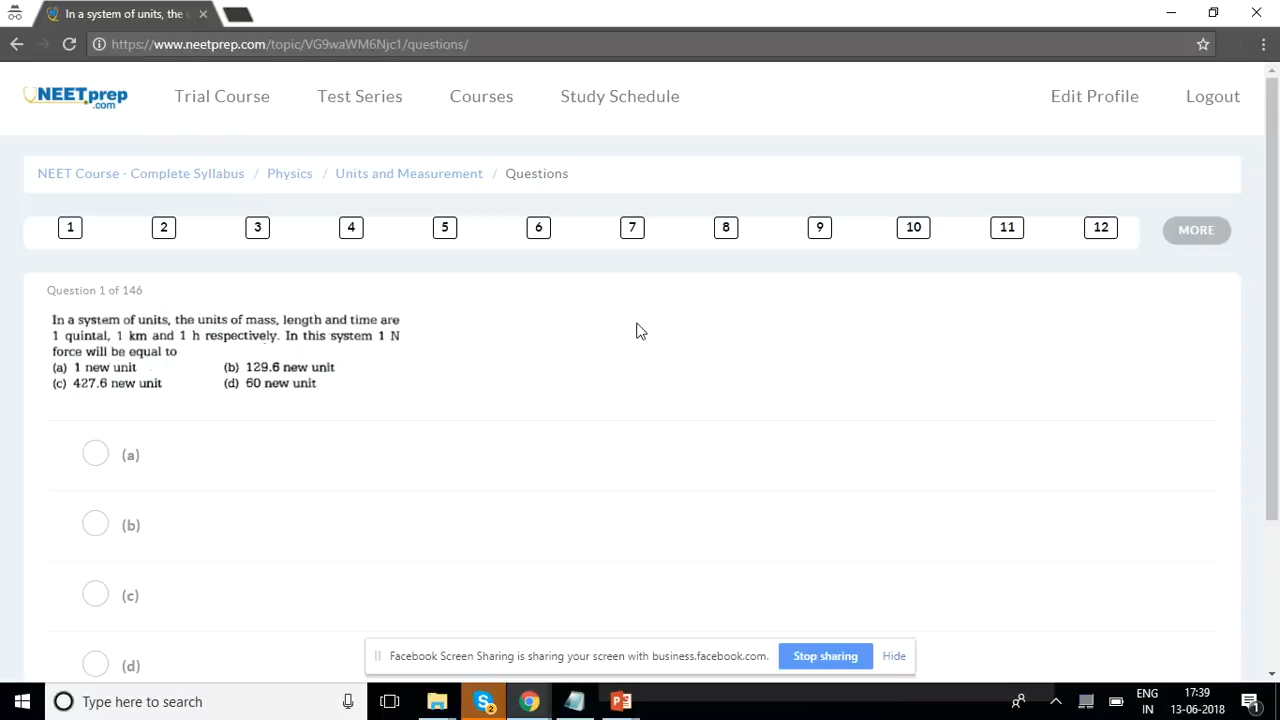 In a system of units, the u
https://www.neetprep.com/topic/VG9waWM6Njc1/questions/
NEETprep
.com
Trial Course
Test Series
Courses
Study Schedule
Edit Profile
Logout
NEET Course - Complete Syllabus / Physics / Units and Measurement / Questions
1 2 3 4 5 6 7 8 9 10 11 12 MORE
Question 1 of 146
In a system of units, the units of mass, length and time are
1 quintal, 1 km and 1 h respectively. In this system 1 N
force will be equal to
(a) 1 new unit (b) 129.6 new unit
(c) 427.6 new unit (d) 60 new unit
(a)
(b)
(c)
(d)
Facebook Screen Sharing is sharing your screen with business.facebook.com. Stop sharing Hide
Type here to search
2
ENG
IN
17:39
13-06-2018
1